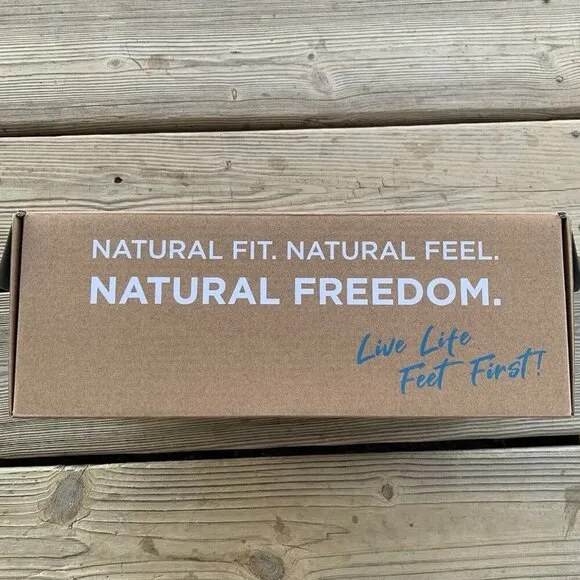 NATURAL FIT. NATURAL FEEL.
NATURAL FREEDOM.
Live Life
Feet First!